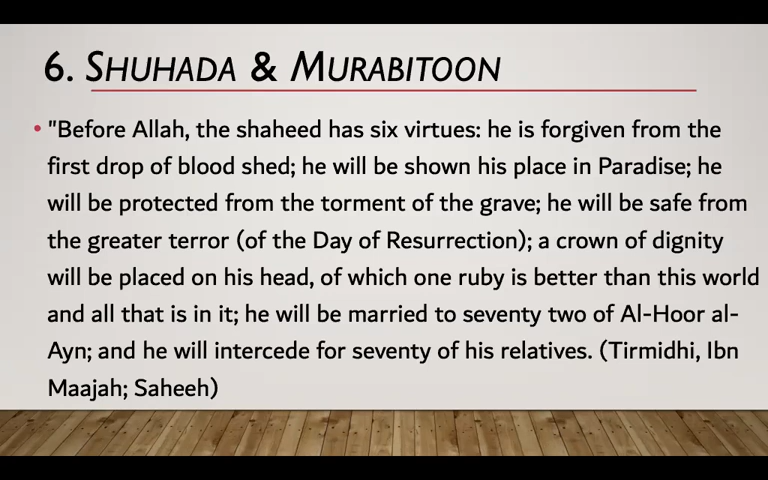 6. SHUHADA & MURABITOON
• "Before Allah, the shaheed has six virtues: he is forgiven from the
first drop of blood shed; he will be shown his place in Paradise; he
will be protected from the torment of the grave; he will be safe from
the greater terror (of the Day of Resurrection); a crown of dignity
will be placed on his head, of which one ruby is better than this world
and all that is in it; he will be married to seventy two of Al-Hoor al-
Ayn; and he will intercede for seventy of his relatives. (Tirmidhi, Ibn
Maajah; Saheeh)